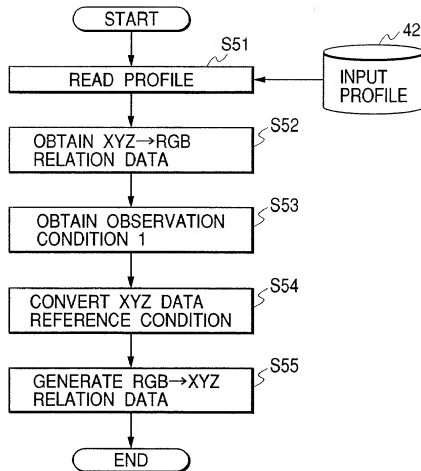 START
S51
42
READ PROFILE
INPUT
PROFILE
S52
OBTAIN XYZ→RGB
RELATION DATA
S53
OBTAIN OBSERVATION
CONDITION 1
S54
CONVERT XYZ DATA
REFERENCE CONDITION
S55
GENERATE RGB→XYZ
RELATION DATA
END